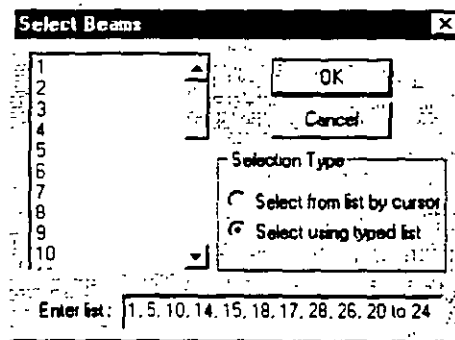 Select Beams
1
2
3
4
5
6
7
8
9
10
OK
Cancel
Selection Type
Select from list by cursor
Select using typed list
Enter list: 1, 5, 10, 14, 15, 18, 17, 28, 26, 20 to 24